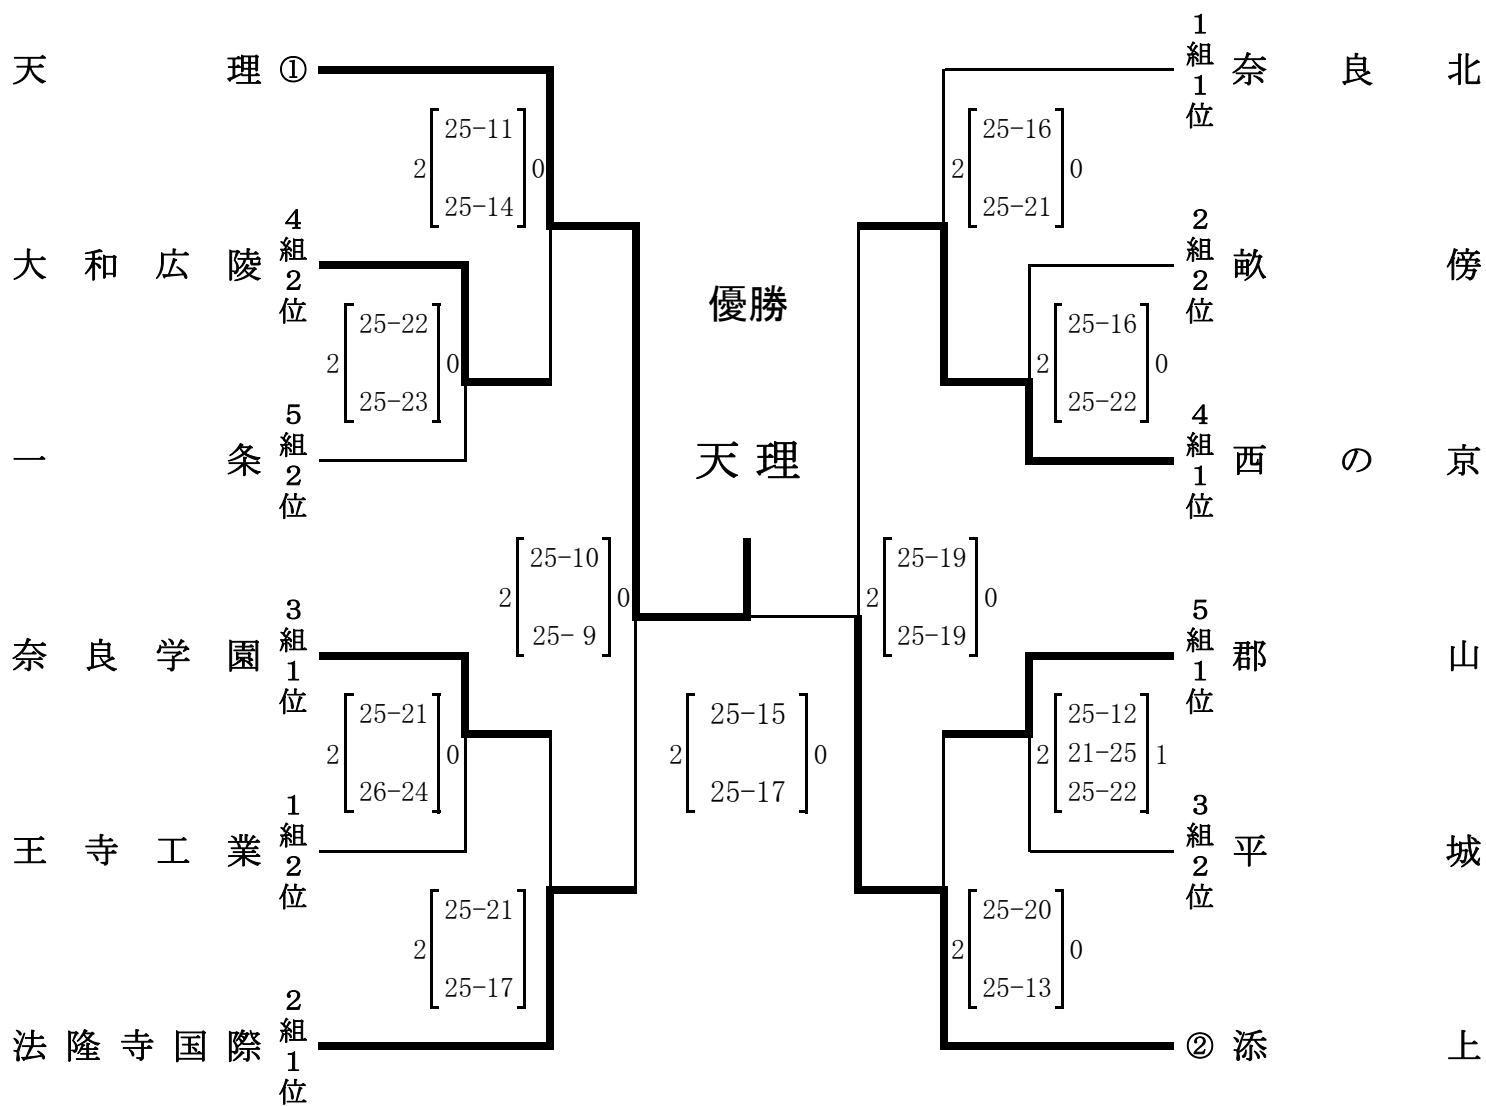 天理 ①
2 25-11 0
25-14
大和広陵 4組2位
2 25-22 0
25-23
一条 5組2位
2 25-10 0
25- 9
奈良学園 3組1位
2 25-21 0
26-24
王寺工業 1組2位
2 25-21
25-17
法隆寺国際 2組1位
優勝
天理
2 25-15 0
25-17
1組1位 奈良北
2 25-16 0
25-21
2組2位 畝傍
2 25-16 0
25-22
4組1位 西の京
2 25-19 0
25-19
5組1位 郡山
25-12
2 21-25 1
25-22
3組2位 平城
2 25-20 0
25-13
② 添上